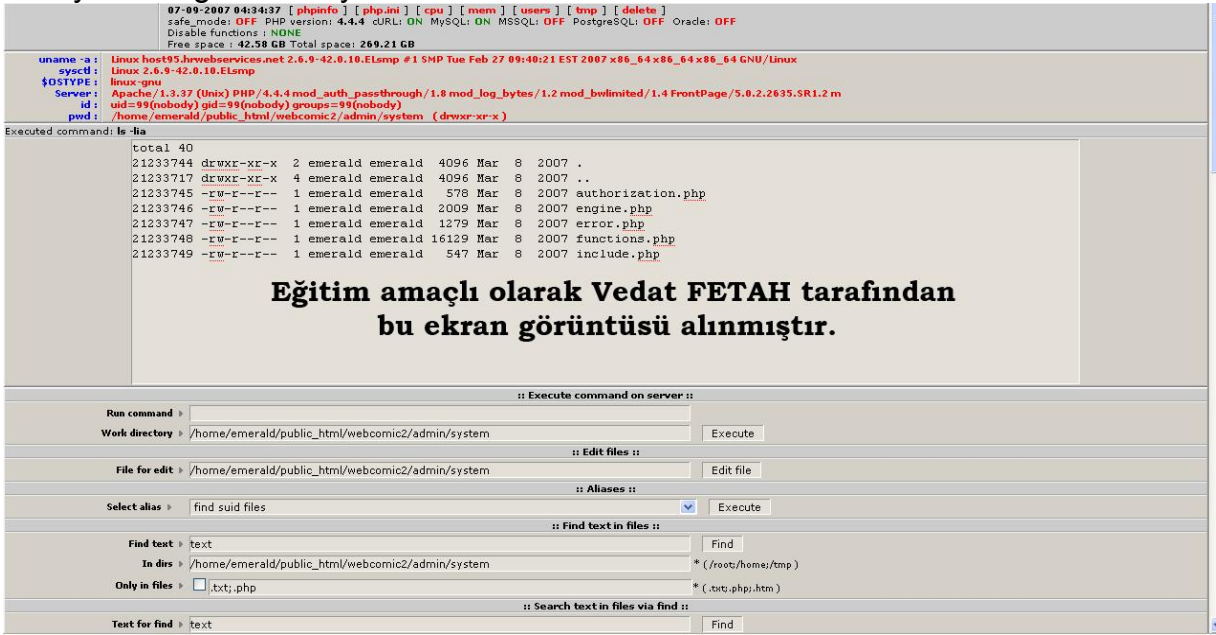 07-09-2007 04:34:37 [ phpinfo ] [ php.ini ] [ cpu ] [ mem ] [ users ] [ tmp ] [ delete ]
safe_mode: OFF PHP version: 4.4.4 cURL: ON MySQL: ON MSSQL: OFF PostgreSQL: OFF Oracle: OFF
Disable functions : NONE
Free space : 42.58 GB Total space: 269.21 GB
uname -a : Linux host95.hrwebservices.net 2.6.9-42.0.10.ELsmp #1 SMP Tue Feb 27 09:40:21 EST 2007 x86_64 x86_64 x86_64 GNU/Linux
sysctl : Linux 2.6.9-42.0.10.ELsmp
$OSTYPE : linux-gnu
Server : Apache/1.3.37 (Unix) PHP/4.4.4 mod_auth_passthrough/1.8 mod_log_bytes/1.2 mod_bwlimited/1.4 FrontPage/5.0.2.2635.SR1.2 m
id : uid=99(nobody) gid=99(nobody) groups=99(nobody)
pwd : /home/emerald/public_html/webcomic2/admin/system ( drwxr-xr-x )
Executed command: ls -lia
total 40
21233744 drwxr-xr-x 2 emerald emerald 4096 Mar 8 2007 .
21233717 drwxr-xr-x 4 emerald emerald 4096 Mar 8 2007 ..
21233745 -rw-r--r-- 1 emerald emerald 578 Mar 8 2007 authorization.php
21233746 -rw-r--r-- 1 emerald emerald 2009 Mar 8 2007 engine.php
21233747 -rw-r--r-- 1 emerald emerald 1279 Mar 8 2007 error.php
21233748 -rw-r--r-- 1 emerald emerald 16129 Mar 8 2007 functions.php
21233749 -rw-r--r-- 1 emerald emerald 547 Mar 8 2007 include.php
Eğitim amaçlı olarak Vedat FETAH tarafından
bu ekran görüntüsü alınmıştır.
:: Execute command on server ::
Run command
Work directory /home/emerald/public_html/webcomic2/admin/system Execute
:: Edit files ::
File for edit /home/emerald/public_html/webcomic2/admin/system Edit file
:: Aliases ::
Select alias find suid files Execute
:: Find text in files ::
Find text text Find
In dirs /home/emerald/public_html/webcomic2/admin/system * ( /root;/home;/tmp )
Only in files .txt;.php * ( .txt;.php;.htm )
:: Search text in files via find ::
Text for find text Find